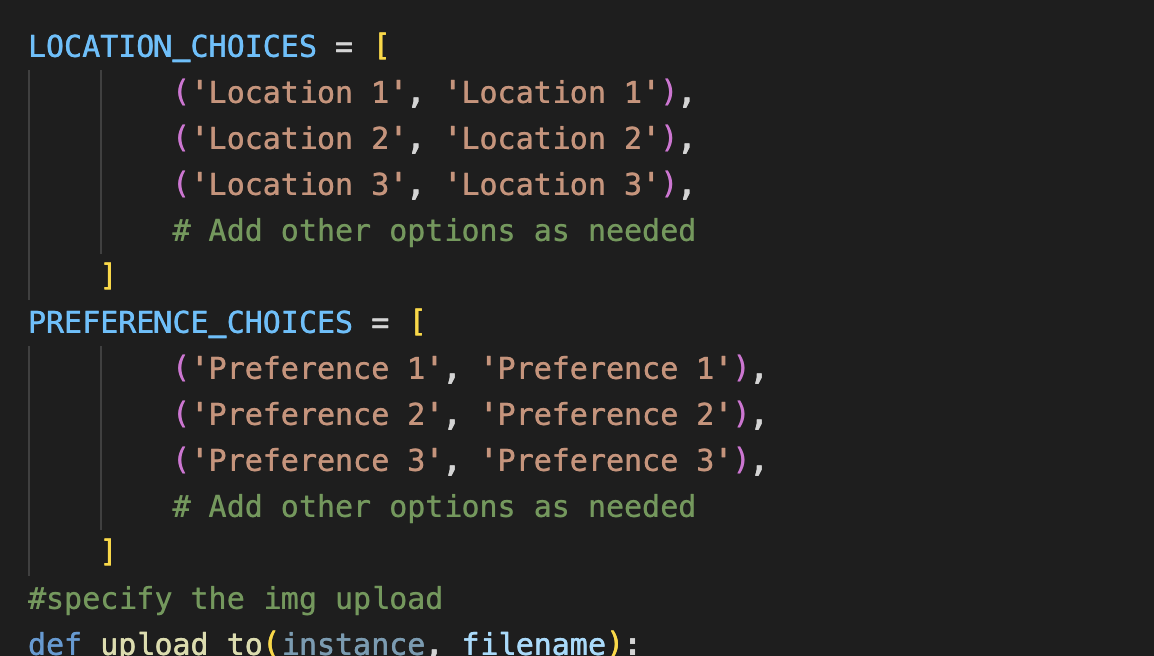 LOCATION_CHOICES = [
('Location 1', 'Location 1'),
('Location 2', 'Location 2'),
('Location 3', 'Location 3'),
# Add other options as needed
]
PREFERENCE_CHOICES = [
('Preference 1', 'Preference 1'),
('Preference 2', 'Preference 2'),
('Preference 3', 'Preference 3'),
# Add other options as needed
]
#specify the img upload
def upload_to(instance, filename):